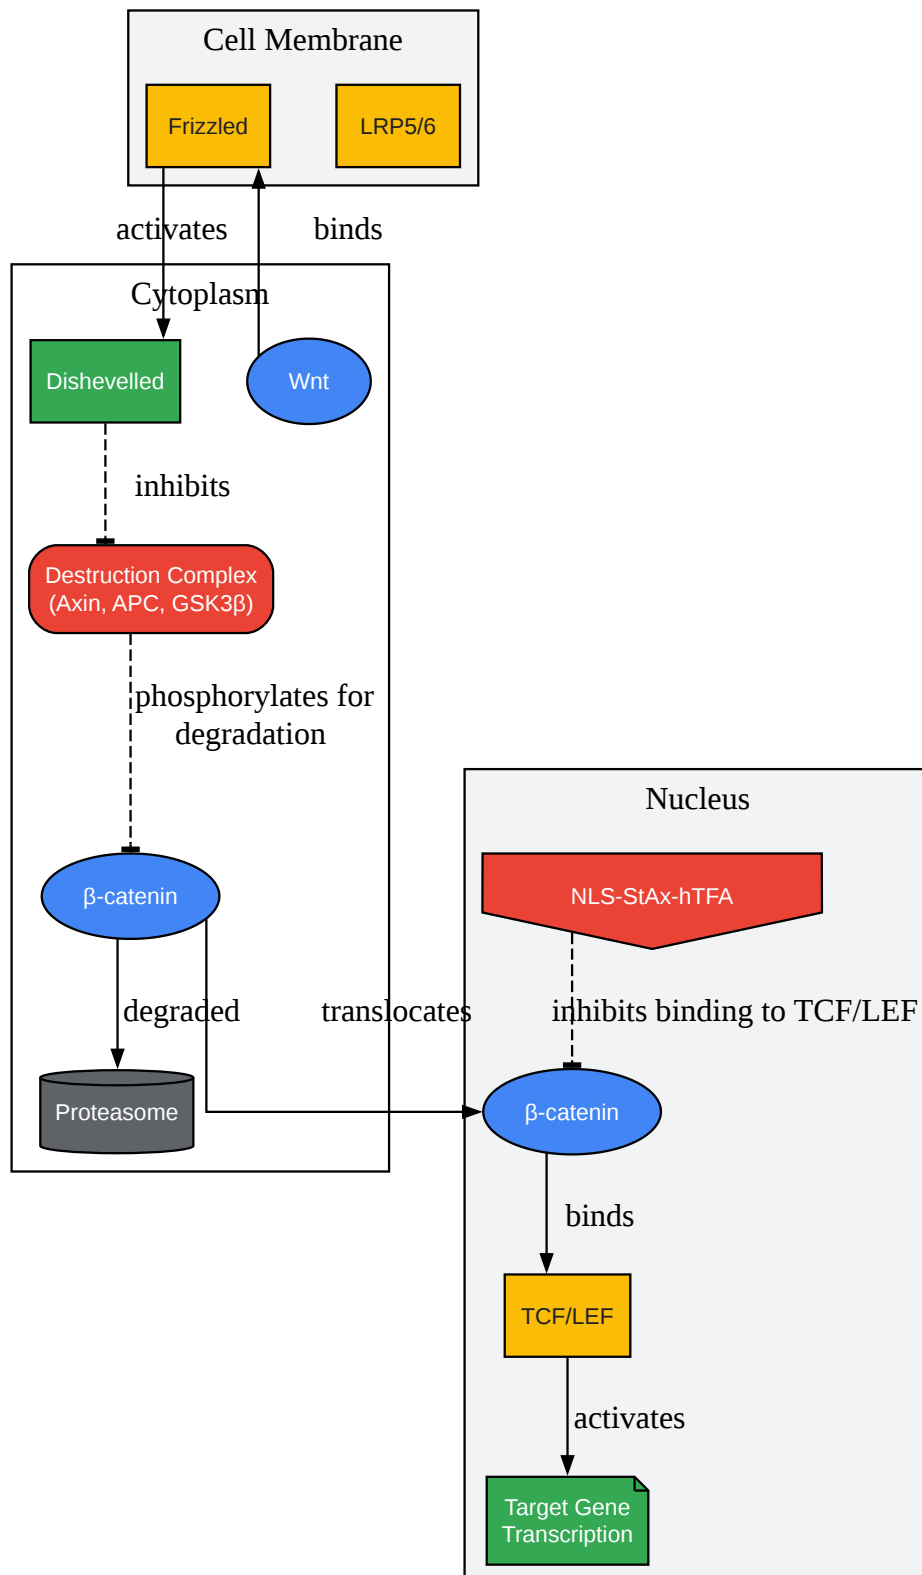 Cell Membrane
Frizzled
LRP5/6
activates
binds
Cytoplasm
Dishevelled
Wnt
inhibits
Destruction Complex
(Axin, APC, GSK3β)
phosphorylates for
degradation
Nucleus
β-catenin
NLS-StAx-hTFA
degraded
translocates
inhibits binding to TCF/LEF
Proteasome
β-catenin
binds
TCF/LEF
activates
Target Gene
Transcription